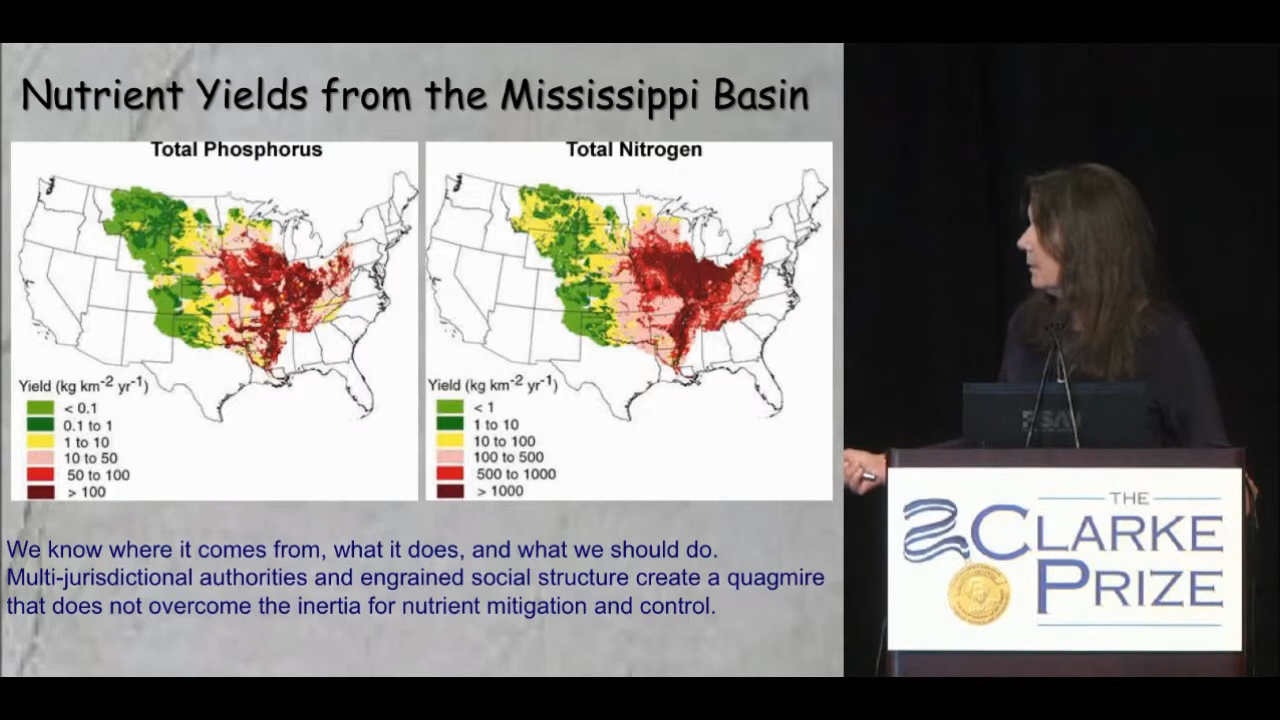 Nutrient Yields from the Mississippi Basin
Total Phosphorus
Yield (kg km-2 yr-1)
< 0.1
0.1 to 1
1 to 10
10 to 50
50 to 100
> 100
Total Nitrogen
Yield (kg km-2 yr-1)
< 1
1 to 10
10 to 100
100 to 500
500 to 1000
> 1000
We know where it comes from, what it does, and what we should do.
Multi-jurisdictional authorities and engrained social structure create a quagmire
that does not overcome the inertia for nutrient mitigation and control.
THE
CLARKE
PRIZE